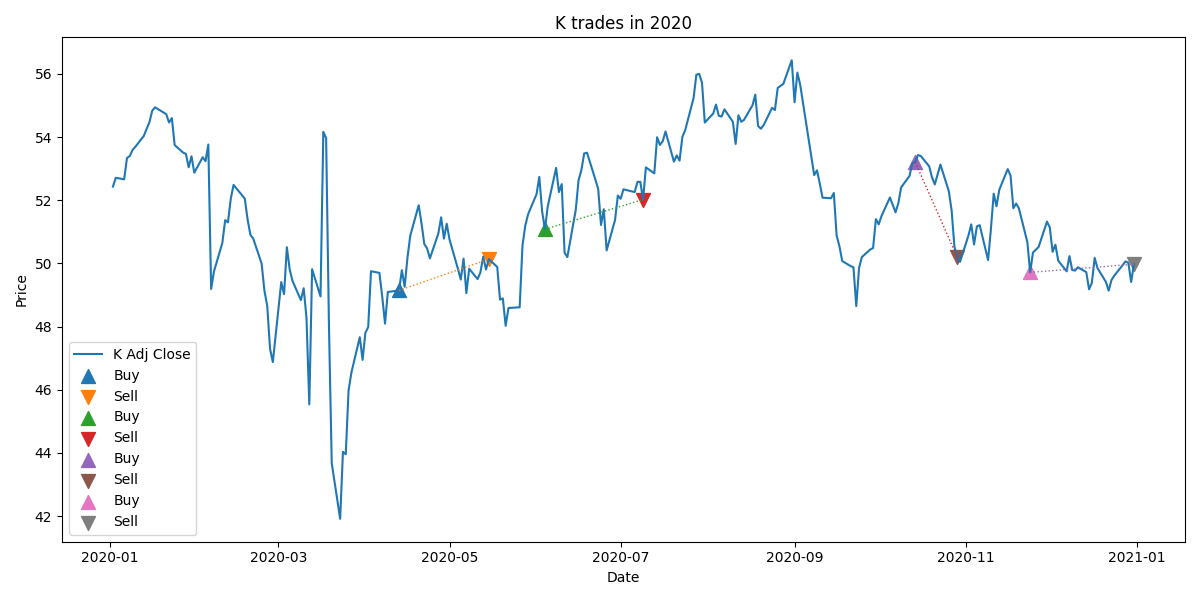 K trades in 2020
Price
56
54
52
50
48
46
44
42
K Adj Close
Buy
Sell
Buy
Sell
Buy
Sell
Buy
Sell
2020-01 2020-03 2020-05 2020-07 2020-09 2020-11 2021-01
Date